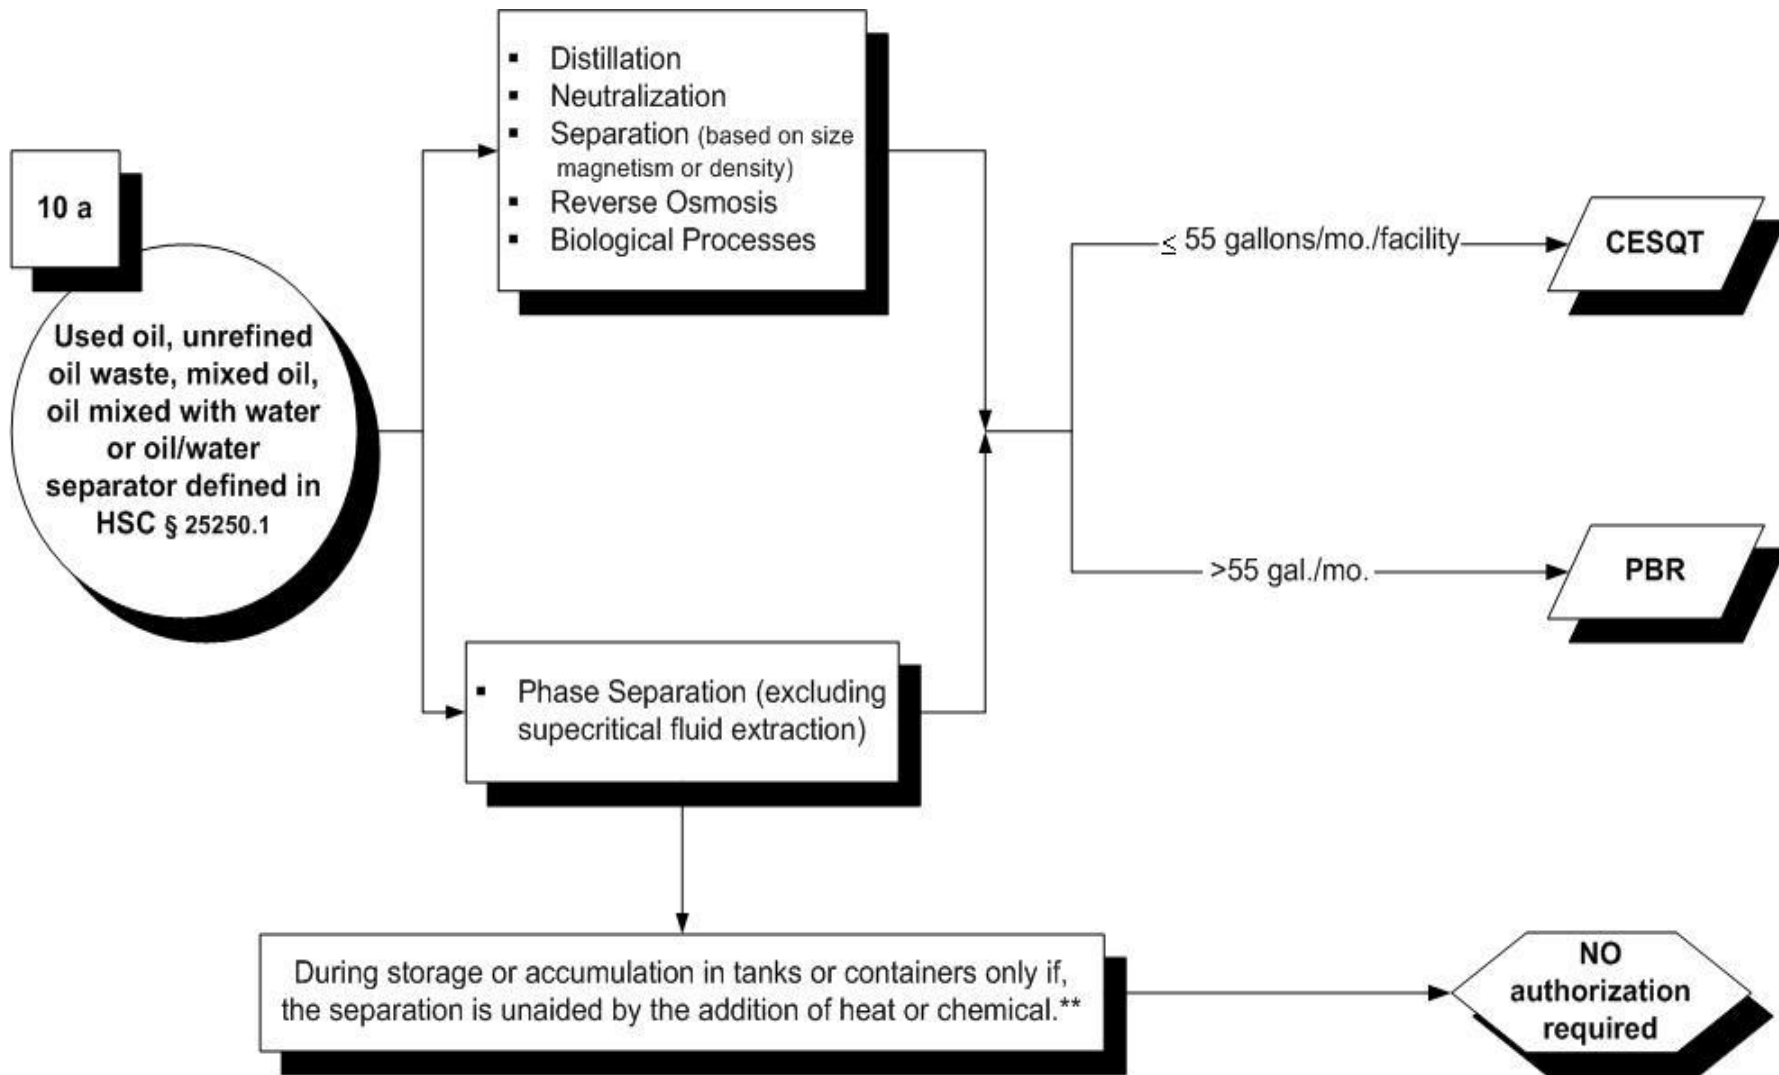 10 a
Used oil, unrefined
oil waste, mixed oil,
oil mixed with water
or oil/water
separator defined in
HSC § 25250.1
▪ Distillation
▪ Neutralization
▪ Separation (based on size
magnetism or density)
▪ Reverse Osmosis
▪ Biological Processes
≤ 55 gallons/mo./facility
CESQT
>55 gal./mo.
PBR
▪ Phase Separation (excluding
supecritical fluid extraction)
During storage or accumulation in tanks or containers only if,
the separation is unaided by the addition of heat or chemical.**
NO
authorization
required